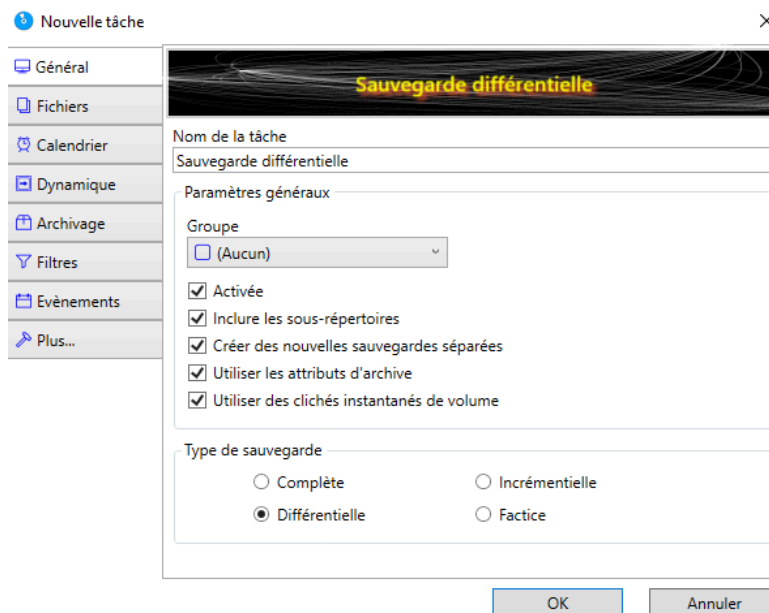 Nouvelle tâche
Général
Fichiers
Calendrier
Dynamique
Archivage
Filtres
Evènements
Plus...
Sauvegarde différentielle
Nom de la tâche
Sauvegarde différentielle
Paramètres généraux
Groupe
(Aucun)
Activée
Inclure les sous-répertoires
Créer des nouvelles sauvegardes séparées
Utiliser les attributs d'archive
Utiliser des clichés instantanés de volume
Type de sauvegarde
Complète
Incrémentielle
Différentielle
Factice
OK
Annuler